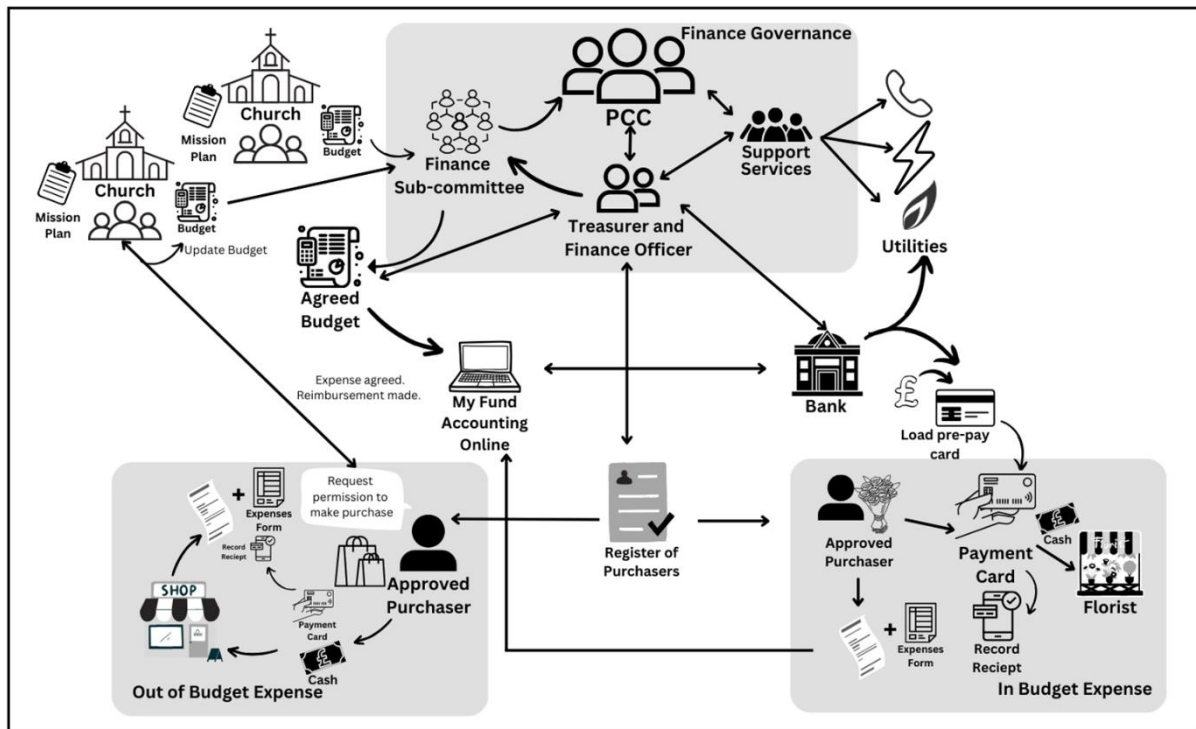 Finance Governance
PCC
Church
Mission
Plan
Budget
Church
Mission
Plan
Budget
Update Budget
Finance
Sub-committee
Support
Services
Treasurer and
Finance Officer
Utilities
Agreed
Budget
Expense agreed.
Reimbursement made.
My Fund
Accounting
Online
Bank
£
Load pre-pay
card
Request
permission to
make purchase
+
Expenses
Form
Record
Reciept
SHOP
Payment
Card
£
Cash
Approved
Purchaser
Out of Budget Expense
Register of
Purchasers
Approved
Purchaser
+
Expenses
Form
£
Cash
Payment
Card
Florist
Record
Reciept
In Budget Expense